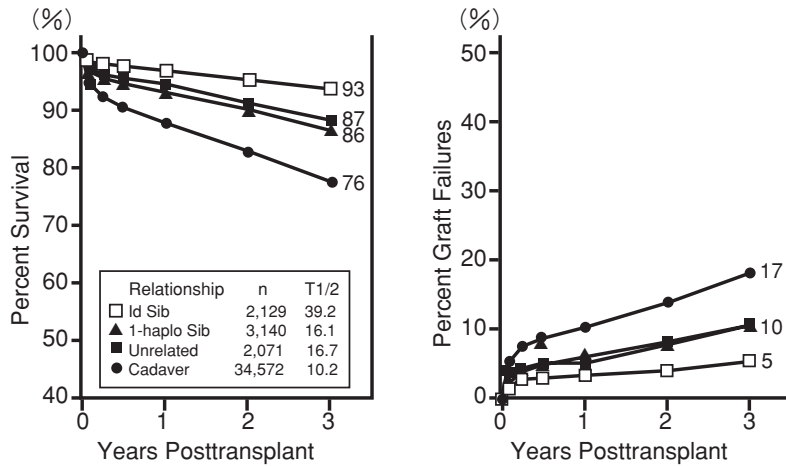 (%)
100
90
80
70
60
50
40
Percent Survival
93
87
86
76
Relationship n T1/2
Id Sib 2,129 39.2
1-haplo Sib 3,140 16.1
Unrelated 2,071 16.7
Cadaver 34,572 10.2
0 1 2 3
Years Posttransplant
(%)
50
40
30
20
10
0
Percent Graft Failures
17
10
5
0 1 2 3
Years Posttransplant